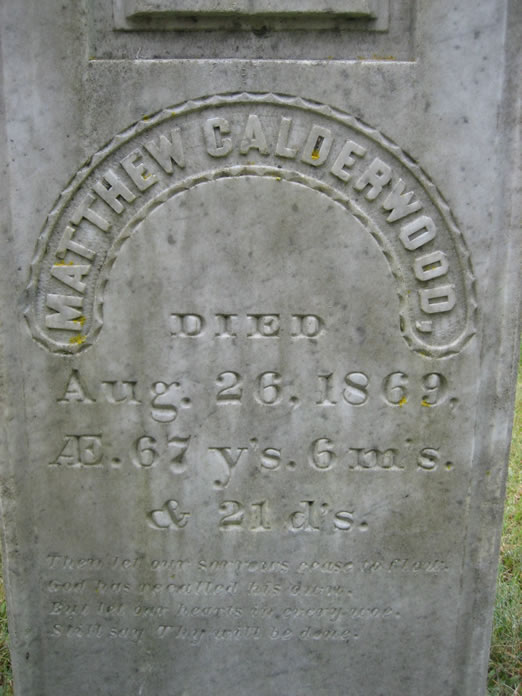 MATTHEW CALDERWOOD,
DIED
Aug. 26, 1869,
Æ. 67 y's. 6 m's.
& 21 d's.
Then let our sorrows cease to flow.
God has recalled his own.
But let our hearts in every woe.
Still say Thy will be done.